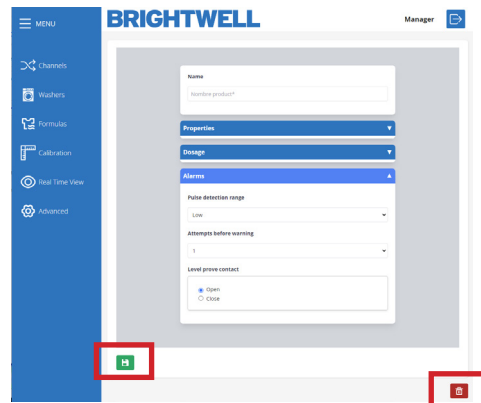 MENU
BRIGHTWELL
Manager
Channels
Washers
Formulas
Calibration
Real Time View
Advanced
Name
Nombre product*
Properties
Dosage
Alarms
Pulse detection range
Low
Attempts before warning
1
Level prove contact
Open
Close